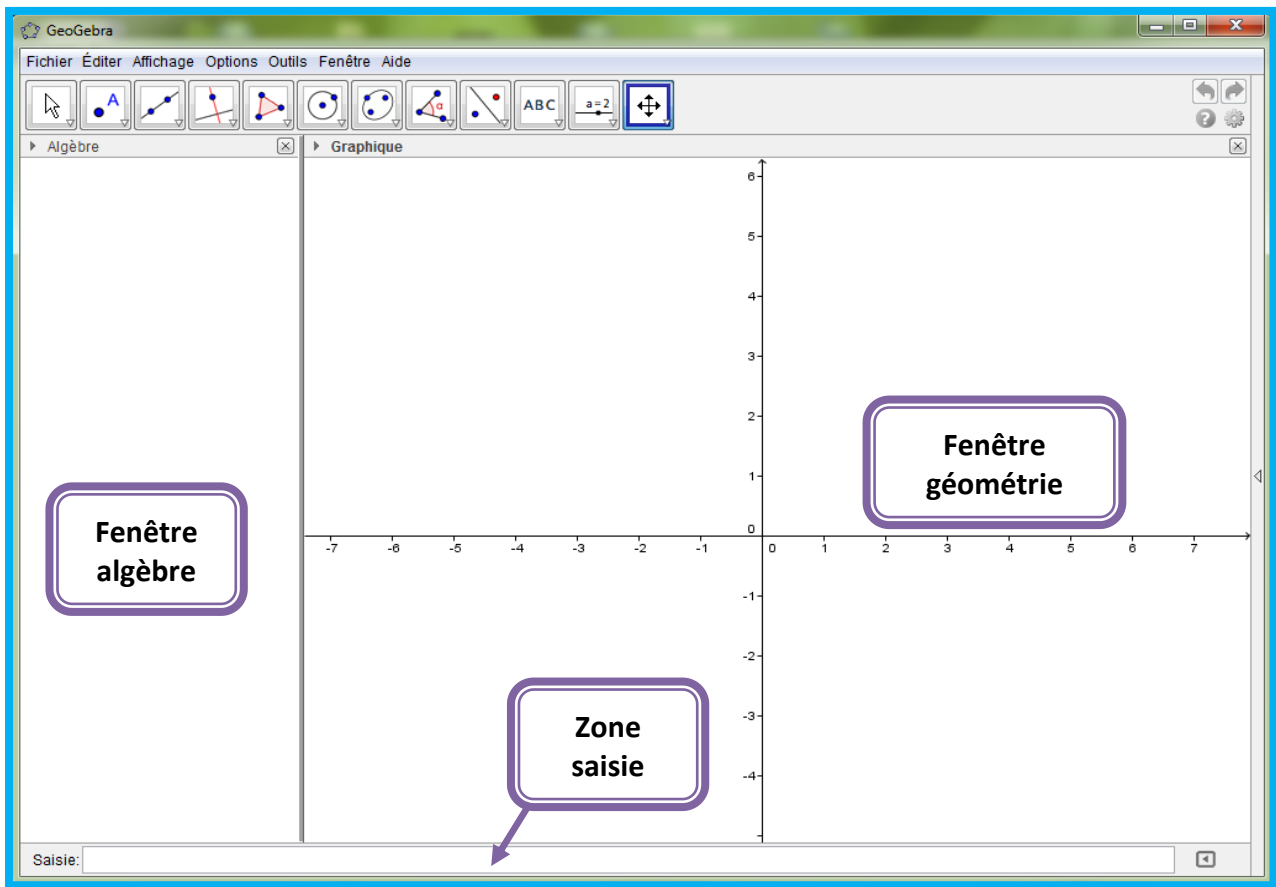 GeoGebra
Fichier Éditer Affichage Options Outils Fenêtre Aide
A
α
ABC
a=2
Algèbre
Graphique
6
5
4
3
2
1
0
-7 -6 -5 -4 -3 -2 -1 0 1 2 3 4 5 6 7
-1
-2
-3
-4
Fenêtre
géométrie
Fenêtre
algèbre
Zone
saisie
Saisie: